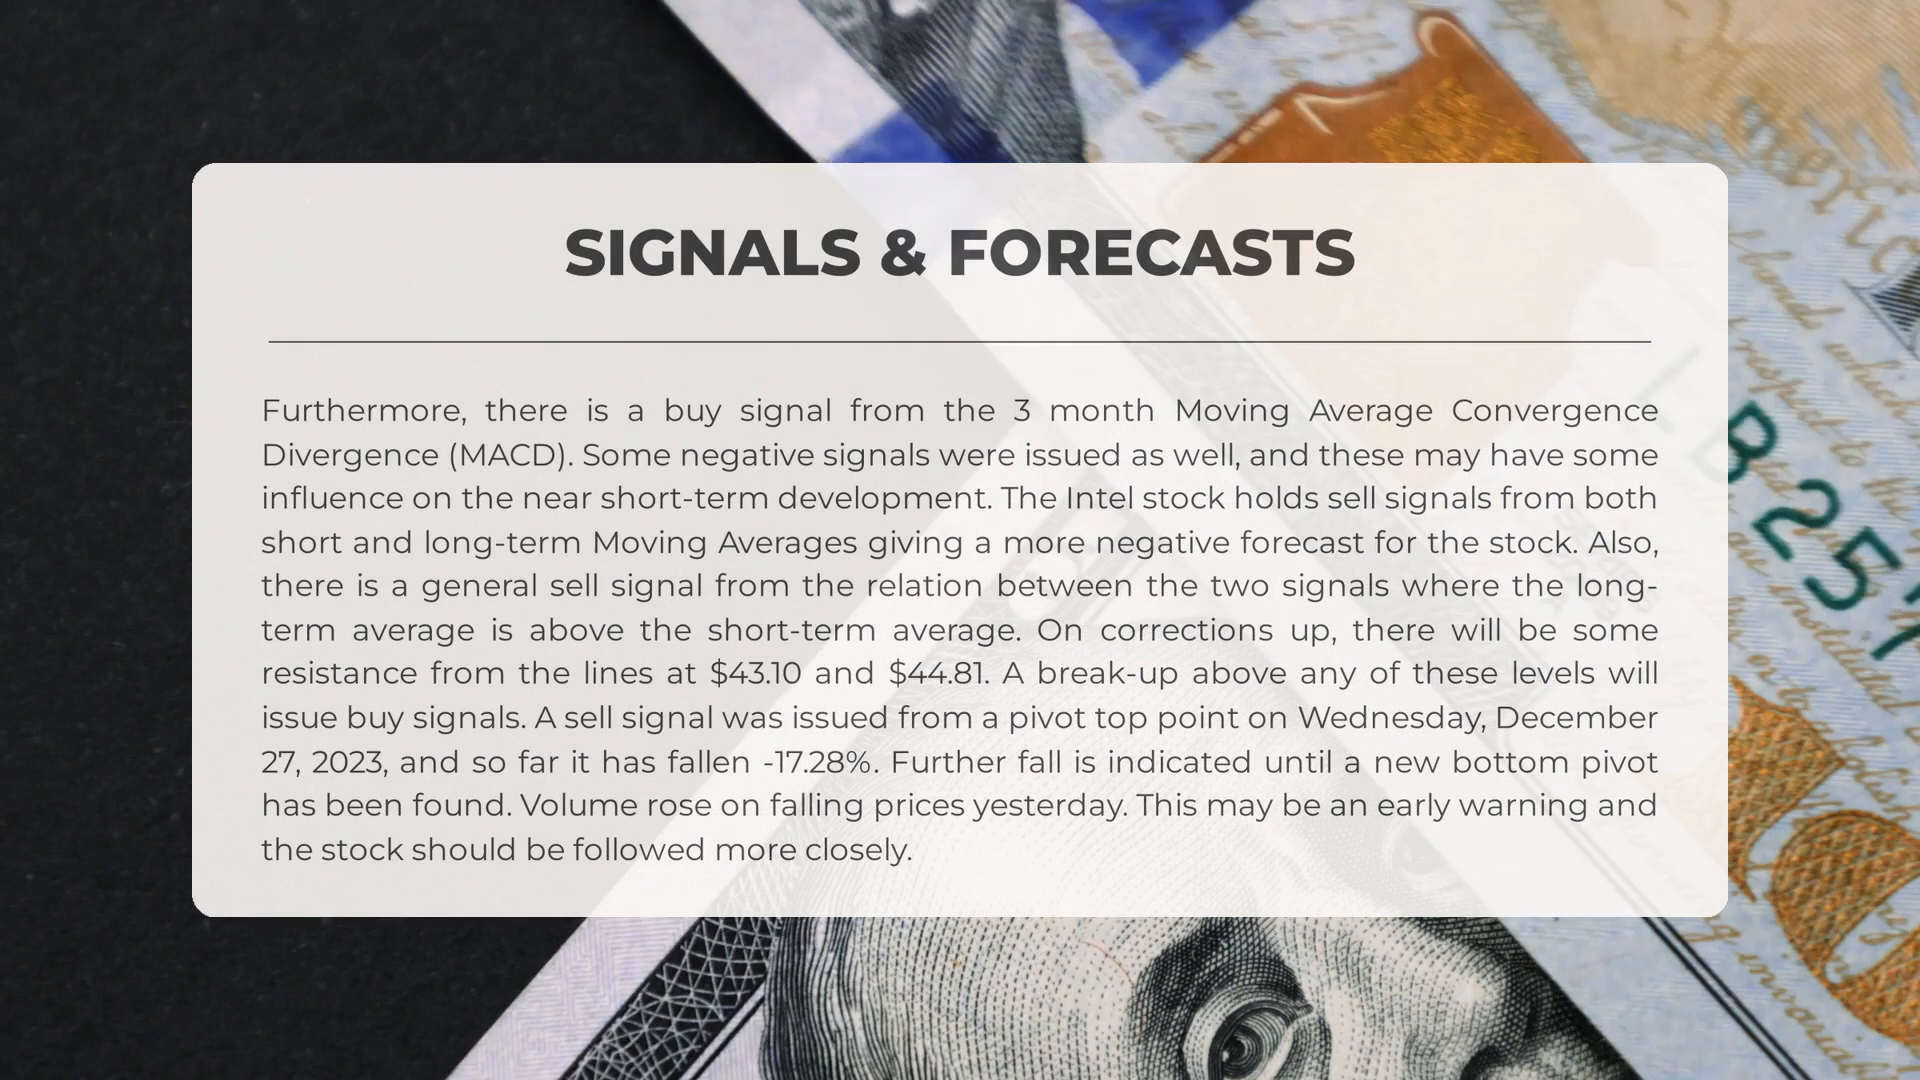 SIGNALS & FORECASTS
Furthermore, there is a buy signal from the 3 month Moving Average Convergence
Divergence (MACD). Some negative signals were issued as well, and these may have some
influence on the near short-term development. The Intel stock holds sell signals from both
short and long-term Moving Averages giving a more negative forecast for the stock. Also,
there is a general sell signal from the relation between the two signals where the long-
term average is above the short-term average. On corrections up, there will be some
resistance from the lines at $43.10 and $44.81. A break-up above any of these levels will
issue buy signals. A sell signal was issued from a pivot top point on Wednesday, December
27, 2023, and so far it has fallen -17.28%. Further fall is indicated until a new bottom pivot
has been found. Volume rose on falling prices yesterday. This may be an early warning and
the stock should be followed more closely.
L B 25